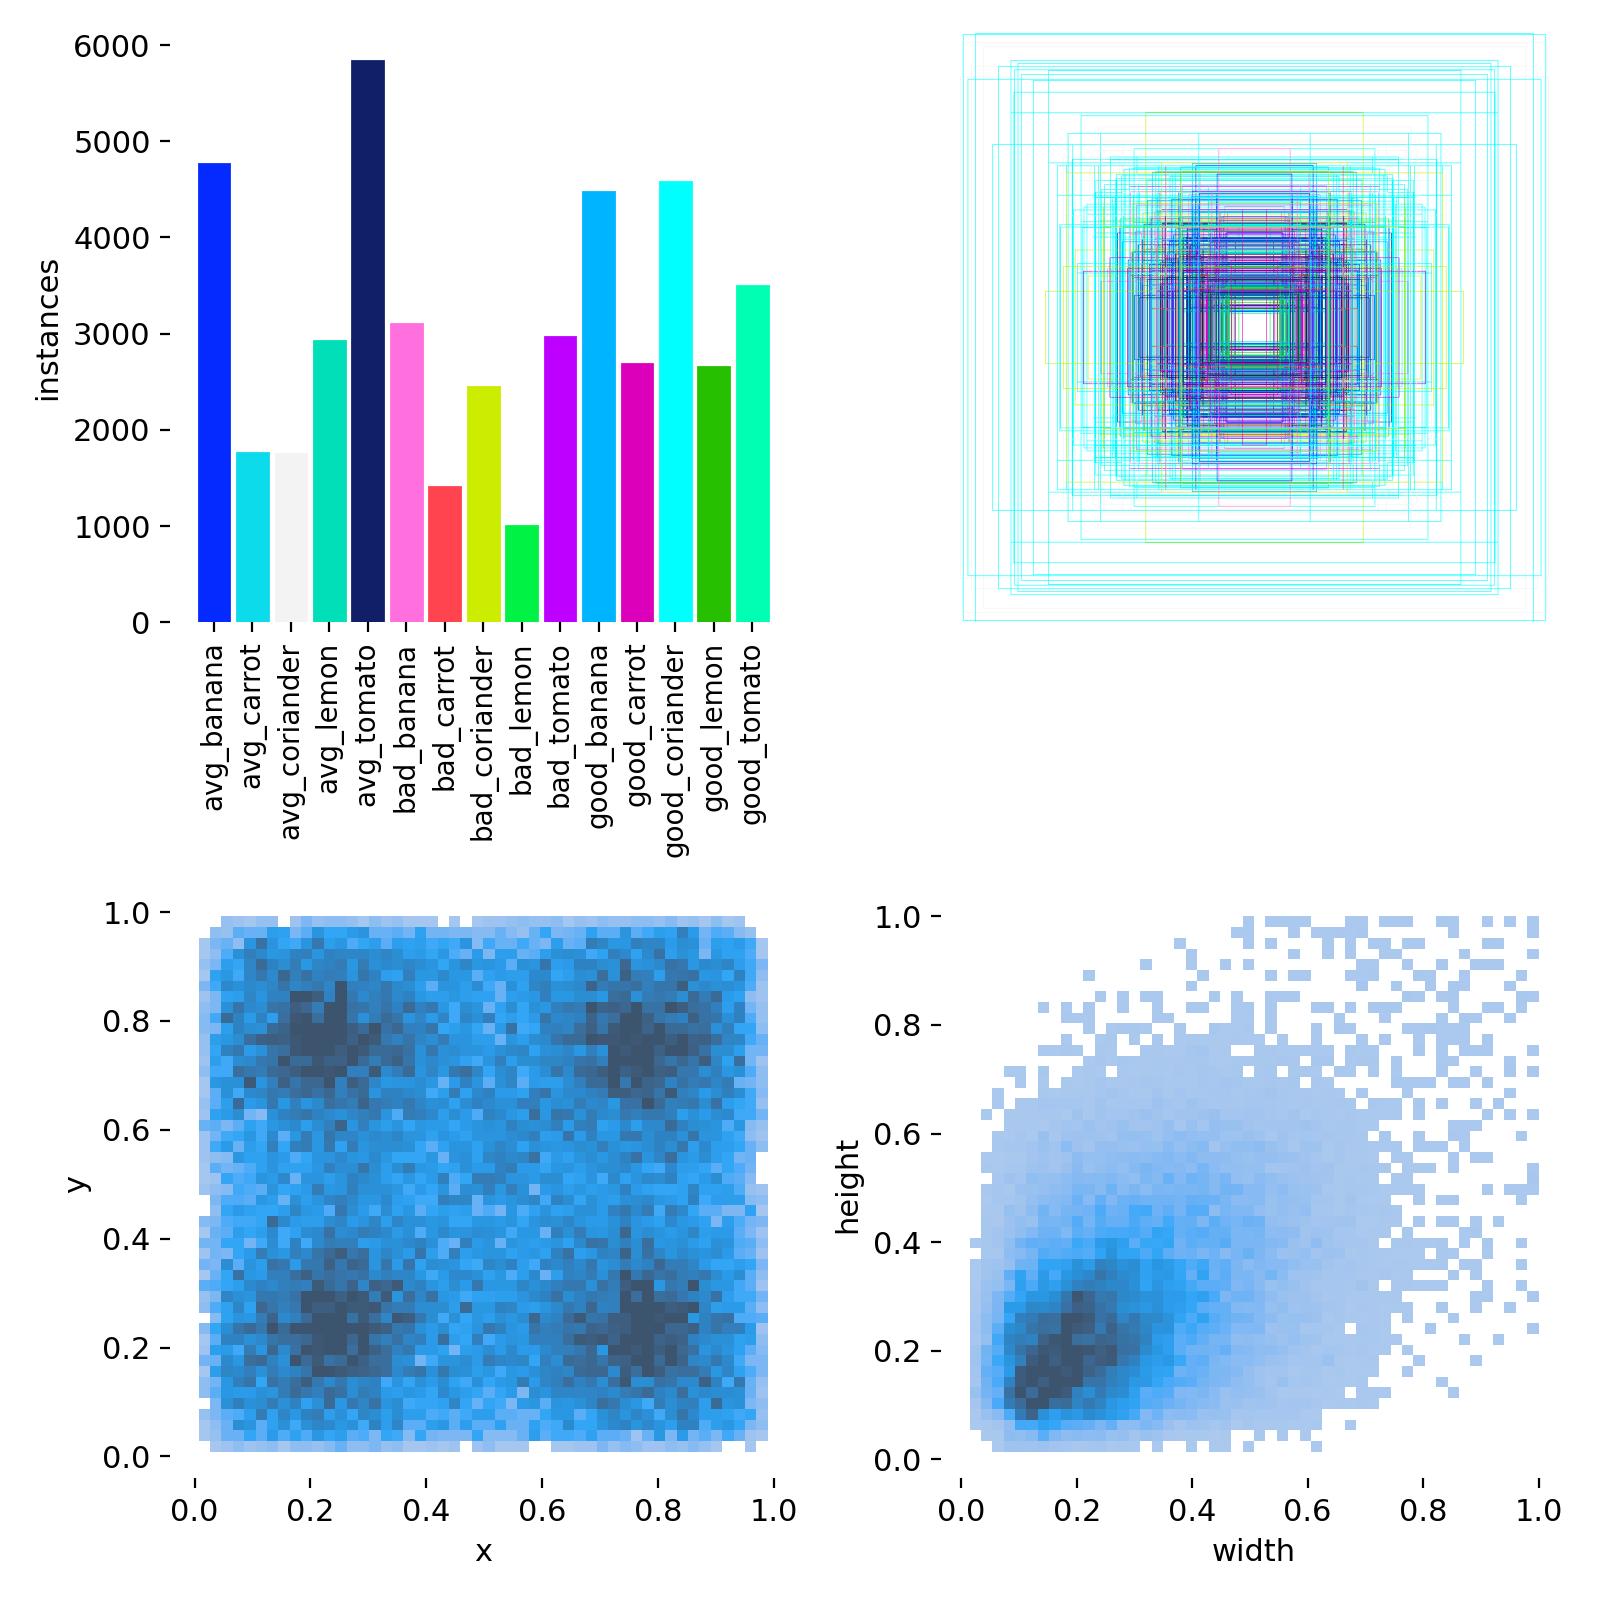 6000
5000
4000
3000
2000
1000
0
instances
avg_banana
avg_carrot
avg_coriander
avg_lemon
avg_tomato
bad_banana
bad_carrot
bad_coriander
bad_lemon
bad_tomato
good_banana
good_carrot
good_coriander
good_lemon
good_tomato
1.0
0.8
0.6
0.4
0.2
0.0
y
0.0 0.2 0.4 0.6 0.8 1.0
x
1.0
0.8
0.6
0.4
0.2
0.0
height
0.0 0.2 0.4 0.6 0.8 1.0
width